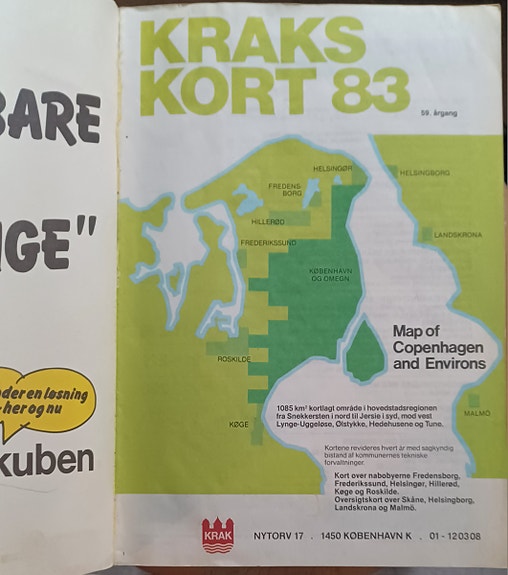 BARE
IGE"
der en løsning
her og nu
kuben
KRAKS
KORT 83
59. årgang
HELSINGØR
HELSINGBORG
FREDENS-
BORG
HILLERØD
LANDSKRONA
FREDERIKSSUND
KØBENHAVN
OG OMEGN.
Map of
Copenhagen
and Environs
ROSKILDE
MALMÖ
KØGE
1085 km² kortlagt område i hovedstadsregionen
fra Snekkersten i nord til Jersie i syd, mod vest
Lynge-Uggeløse, Ølstykke, Hedehusene og Tune.
Kortene revideres hvert år med sagkyndig
bistand af kommunernes tekniske
forvaltninger.
Kort over nabobyerne Fredensborg,
Frederikssund, Helsingør, Hillerød,
Køge og Roskilde.
Oversigtskort over Skåne, Helsingborg,
Landskrona og Malmö.
KRAK
NYTORV 17 . 1450 KØBENHAVN K . 01 - 12 03 08